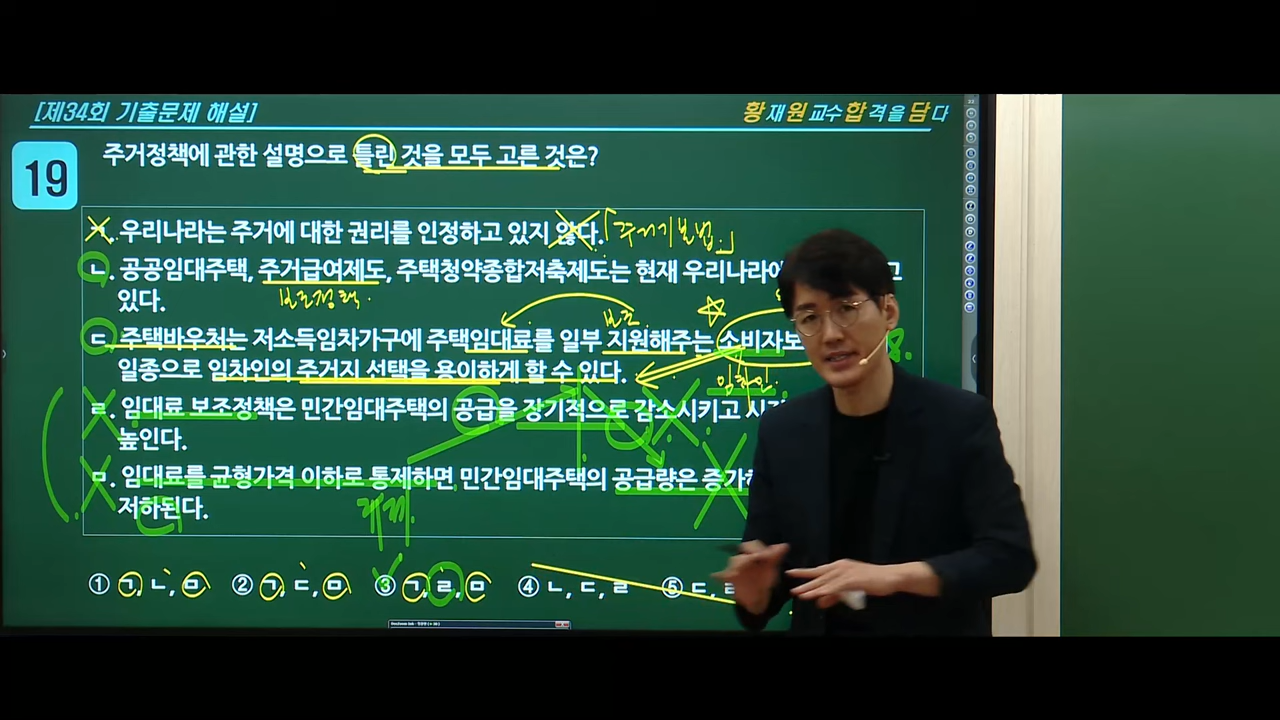 [제34회 기출문제 해설]
황재원 교수 합격을 담다
19
주거정책에 관한 설명으로 틀린 것을 모두 고른 것은?
ㄱ. 우리나라는 주거에 대한 권리를 인정하고 있지 않다. 「주거기본법」
ㄴ. 공공임대주택, 주거급여제도, 주택청약종합저축제도는 현재 우리나라에
있다.
보조정책.
보조
ㄷ. 주택바우처는 저소득임차가구에 주택임대료를 일부 지원해주는 소비자보
일종으로 임차인의 주거지 선택을 용이하게 할 수 있다.
임차인.
ㄹ. 임대료 보조정책은 민간임대주택의 공급을 장기적으로 감소시키고 시
높인다.
ㅁ. 임대료를 균형가격 이하로 통제하면 민간임대주택의 공급량은 증가
저하된다.
규제.
① ㄱ, ㄴ, ㅁ ② ㄱ, ㄷ, ㅁ ③ ㄱ, ㄹ, ㅁ ④ ㄴ, ㄷ, ㄹ ⑤ ㄷ,